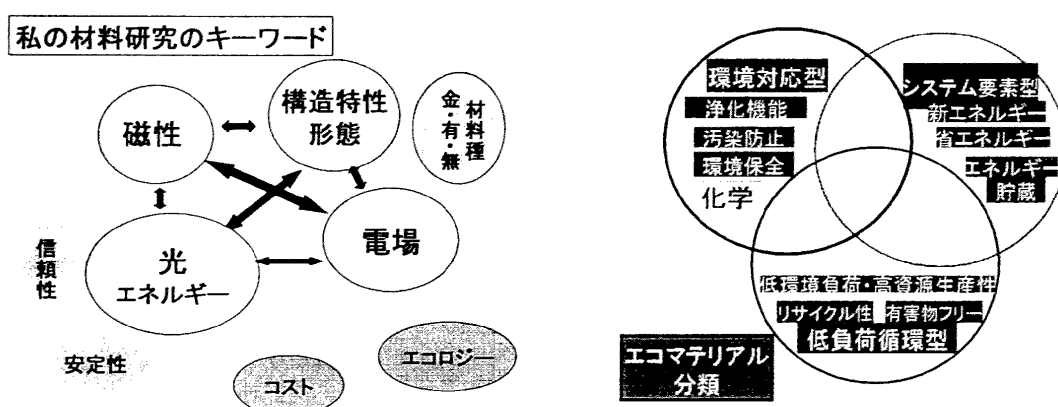 私の材料研究のキーワード
磁性
構造特性
形態
材料種
金・有・無
光
エネルギー
電場
信頼性
安定性
コスト
エコロジー
環境対応型
浄化機能
汚染防止
環境保全
化学
システム要素型
新エネルギー
省エネルギー
エネルギー
貯蔵
低環境負荷・高資源生産性
リサイクル性 有害物フリー
低負荷循環型
エコマテリアル
分類